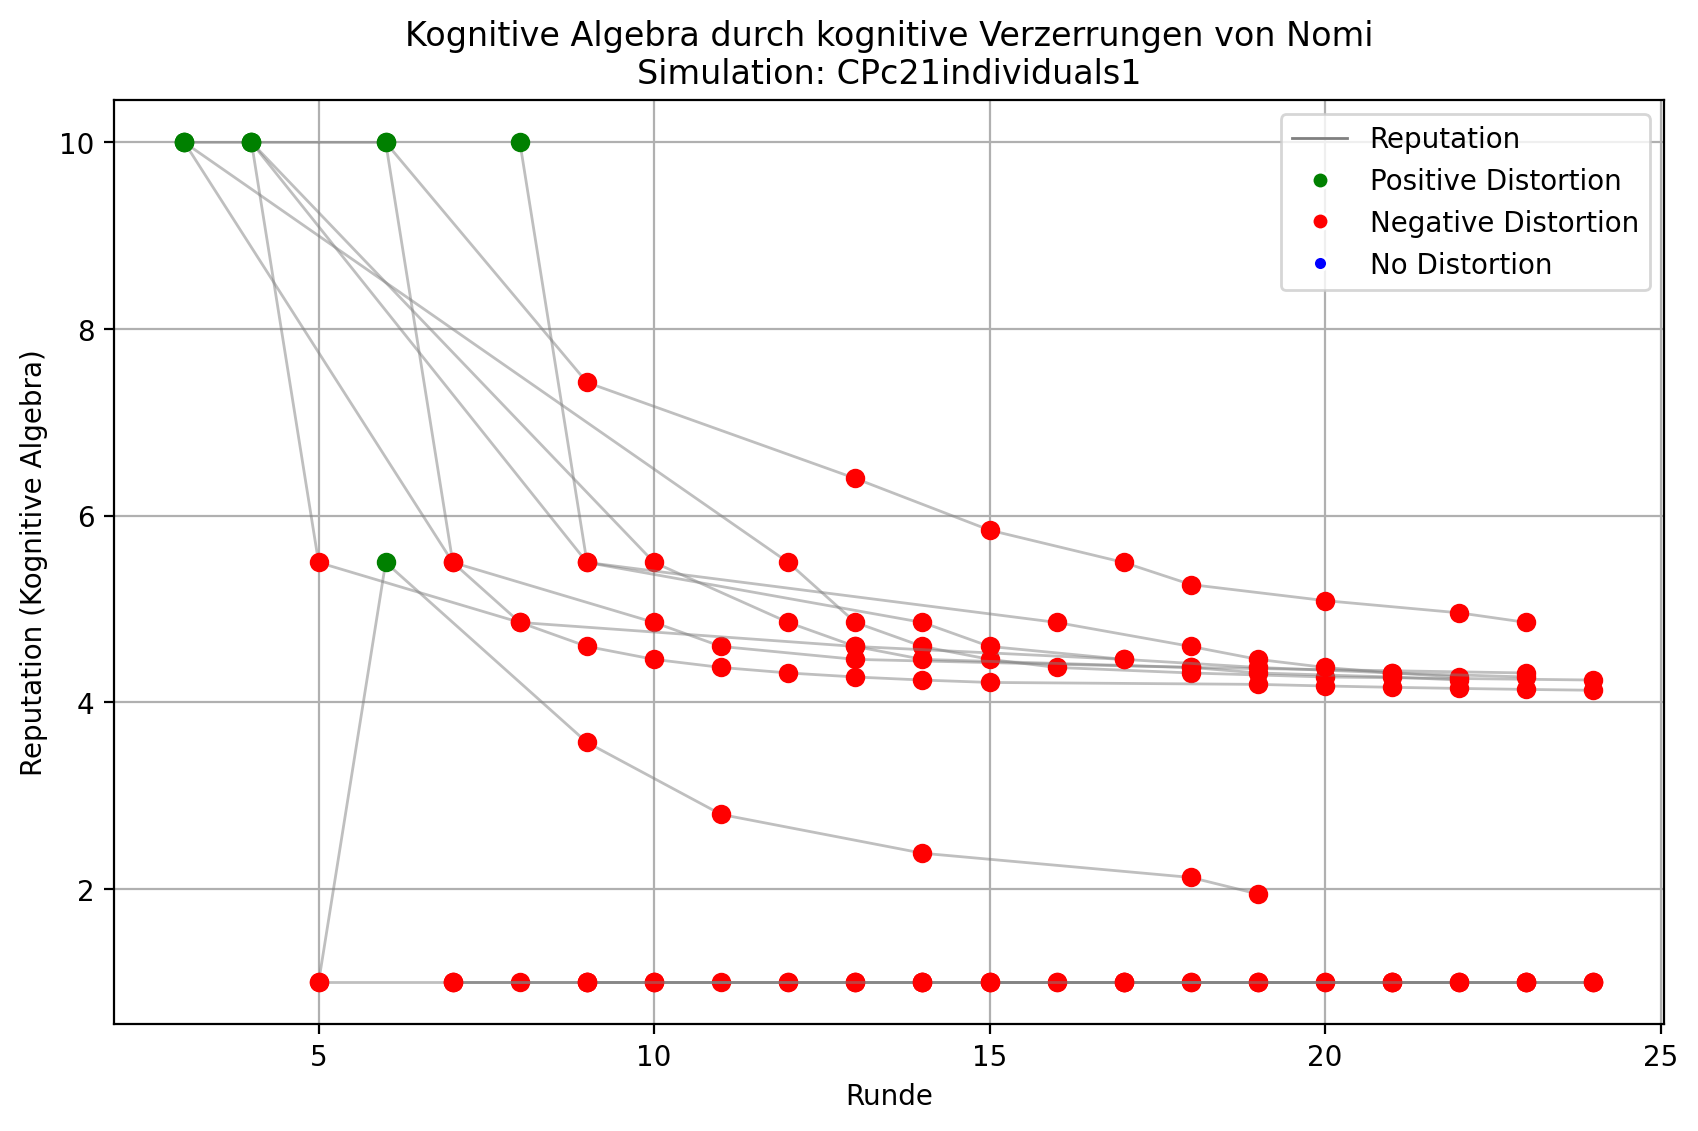 Kognitive Algebra durch kognitive Verzerrungen von Nomi
Simulation: CPc21individuals1
Reputation
Positive Distortion
Negative Distortion
No Distortion
Reputation (Kognitive Algebra)
10
8
6
4
2
5
10
15
20
25
Runde